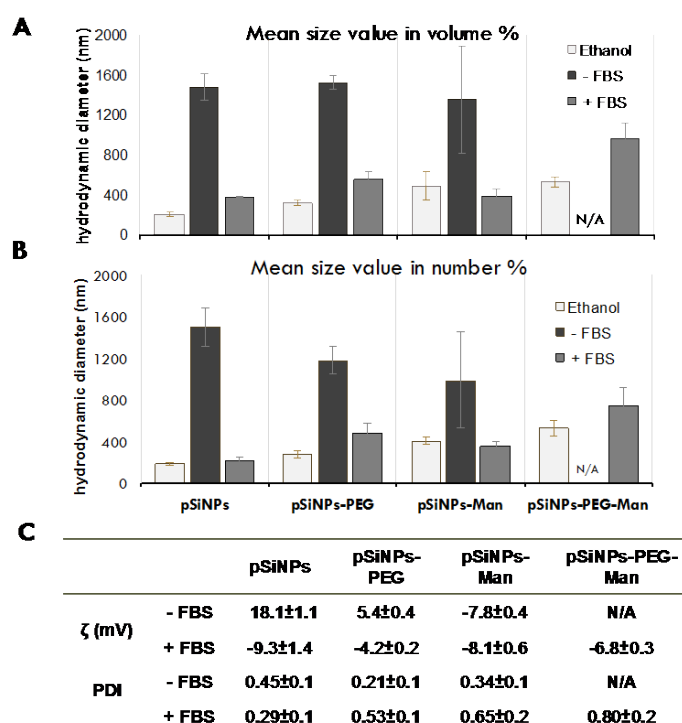 A
Mean size value in volume %
hydrodynamic diameter (nm)
2000
1600
1200
800
400
0
Ethanol
- FBS
+ FBS
N/A
B
Mean size value in number %
hydrodynamic diameter (nm)
2000
1600
1200
800
400
0
Ethanol
- FBS
+ FBS
N/A
pSiNPs pSiNPs-PEG pSiNPs-Man pSiNPs-PEG-Man
C
pSiNPs pSiNPs-PEG pSiNPs-Man pSiNPs-PEG-Man
ζ (mV) - FBS 18.1±1.1 5.4±0.4 -7.8±0.4 N/A
+ FBS -9.3±1.4 -4.2±0.2 -8.1±0.6 -6.8±0.3
PDI - FBS 0.45±0.1 0.21±0.1 0.34±0.1 N/A
+ FBS 0.29±0.1 0.53±0.1 0.65±0.2 0.80±0.2